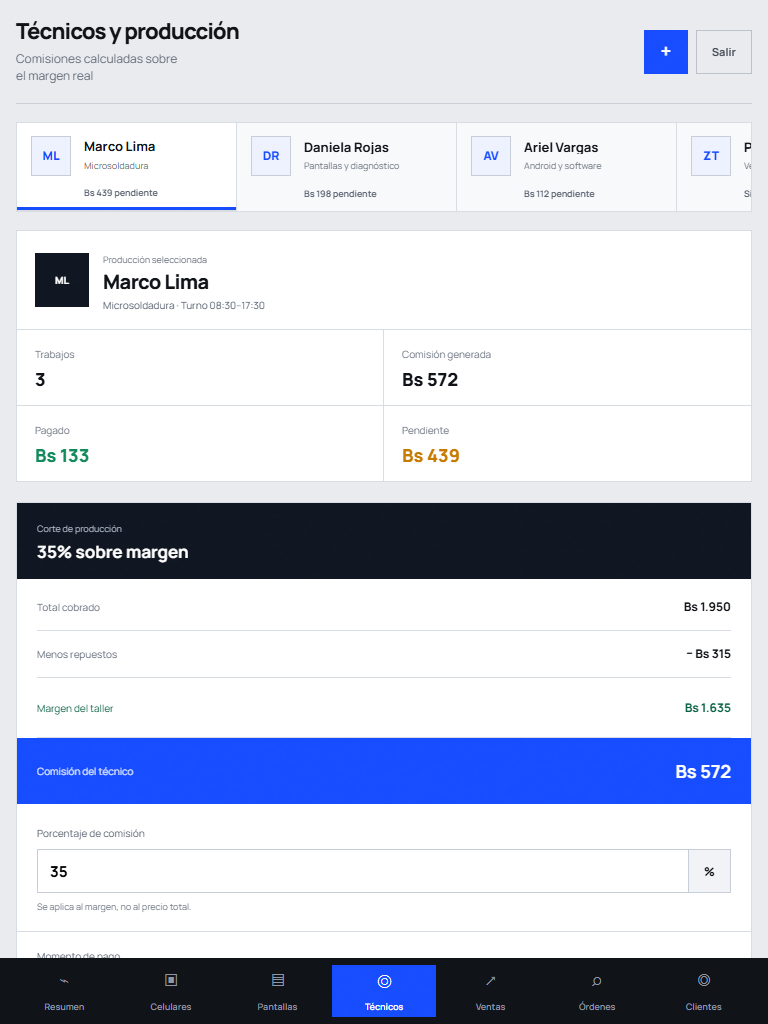 Técnicos y producción
Comisiones calculadas sobre
el margen real
+
Salir
ML
Marco Lima
Microsoldadura
Bs 439 pendiente
DR
Daniela Rojas
Pantallas y diagnóstico
Bs 198 pendiente
AV
Ariel Vargas
Android y software
Bs 112 pendiente
ZT
ML
Producción seleccionada
Marco Lima
Microsoldadura · Turno 08:30–17:30
Trabajos
3
Comisión generada
Bs 572
Pagado
Bs 133
Pendiente
Bs 439
Corte de producción
35% sobre margen
Total cobrado
Bs 1.950
Menos repuestos
− Bs 315
Margen del taller
Bs 1.635
Comisión del técnico
Bs 572
Porcentaje de comisión
35
%
Se aplica al margen, no al precio total.
Momento de pago
Resumen
Celulares
Pantallas
Técnicos
Ventas
Órdenes
Clientes